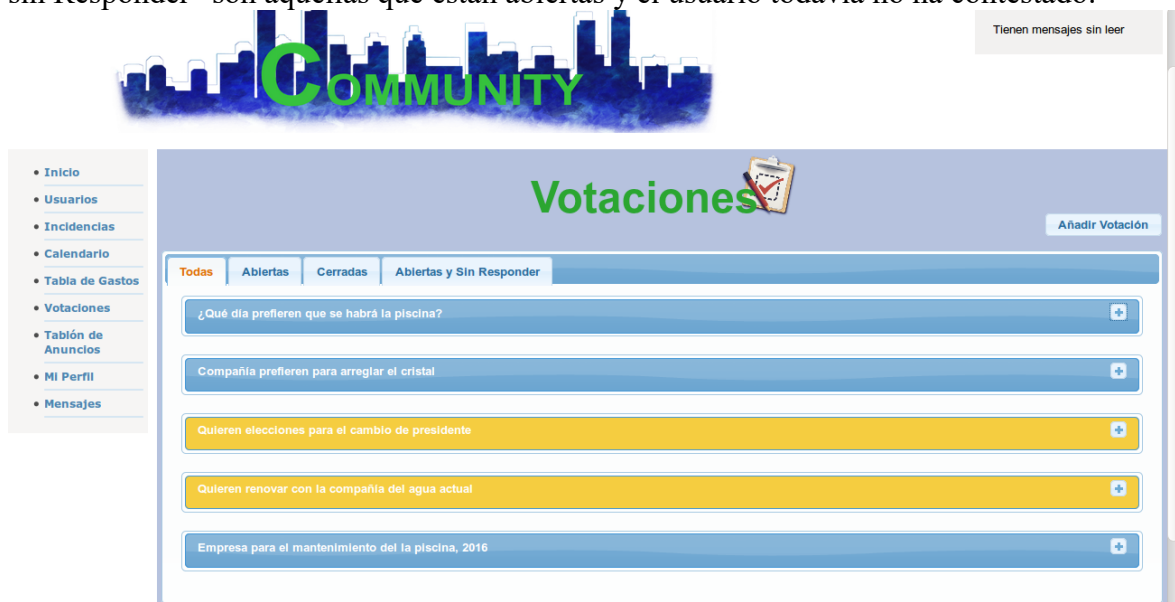 sin Responder" son aquellas que están abiertas y el usuario todavía no ha contestado.
Tienen mensajes sin leer
COMMUNITY
Inicio
Usuarios
Incidencias
Calendario
Tabla de Gastos
Votaciones
Tablón de
Anuncios
Mi Perfil
Mensajes
Votaciones
Añadir Votación
Todas Abiertas Cerradas Abiertas y Sin Responder
¿Qué día prefieren que se habrá la piscina?
Compañía prefieren para arreglar el cristal
Quieren elecciones para el cambio de presidente
Quieren renovar con la compañía del agua actual
Empresa para el mantenimiento del la piscina, 2016